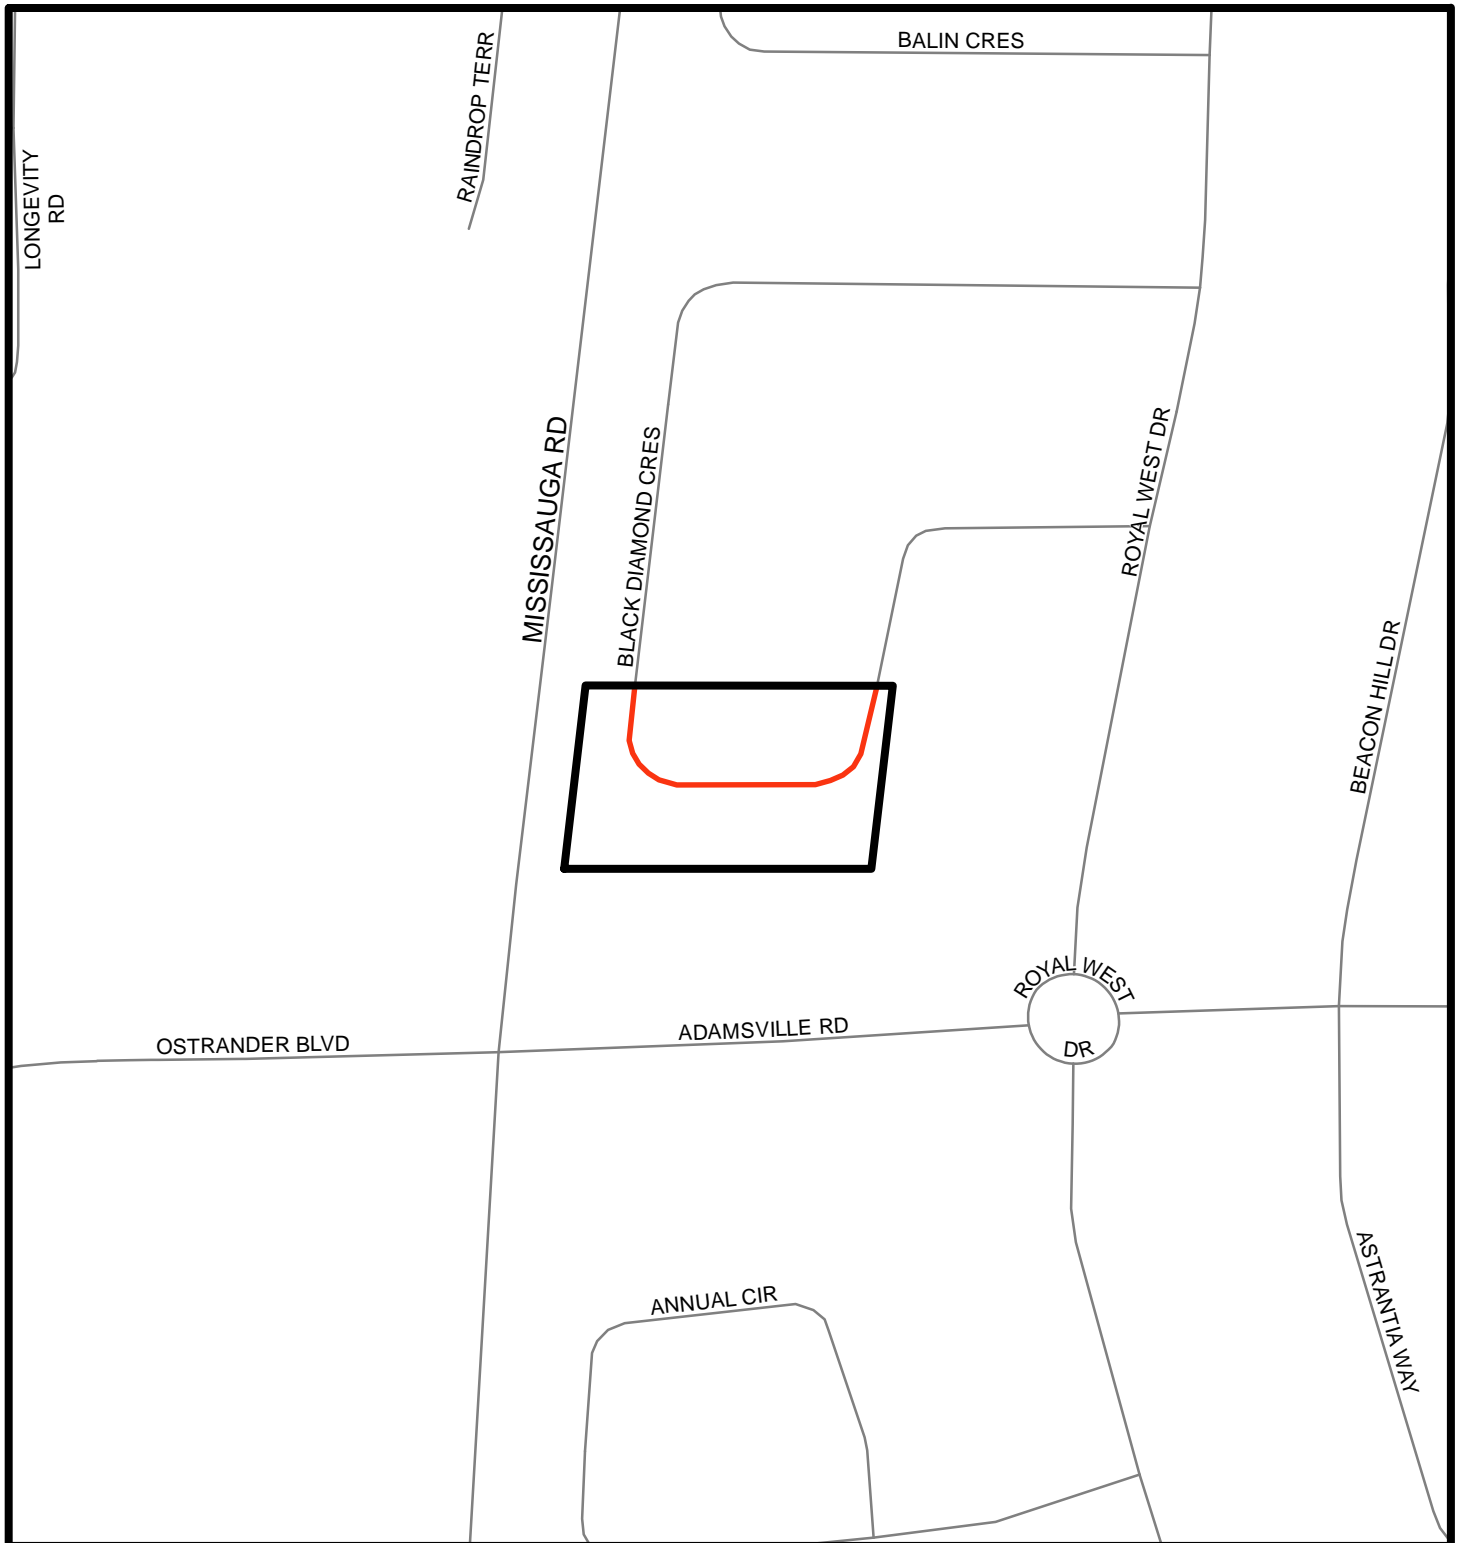 BALIN CRES
RAINDROP TERR
LONGEVITY
RD
MISSISSAUGA RD
BLACK DIAMOND CRES
ROYAL WEST DR
BEACON HILL DR
ROYAL WEST
DR
ADAMSVILLE RD
OSTRANDER BLVD
ANNUAL CIR
ASTRANTIA WAY